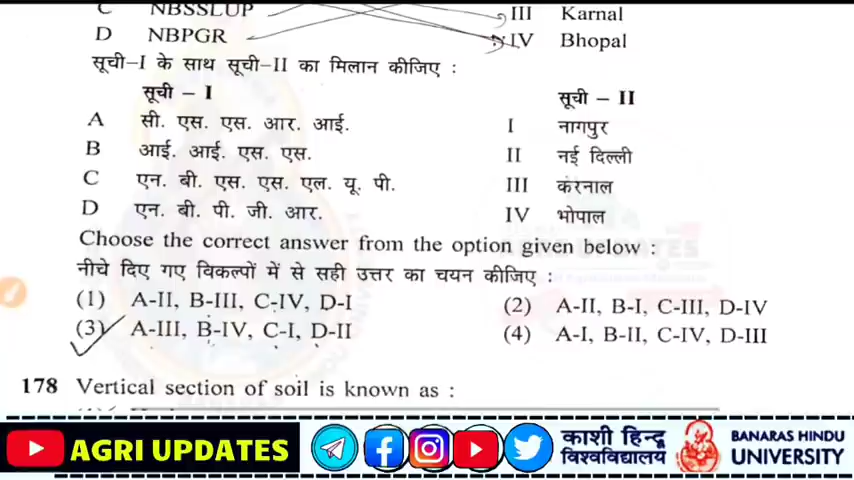 C NBSSLUP III Karnal
D NBPGR IV Bhopal
सूची-I के साथ सूची-II का मिलान कीजिए :
सूची - I सूची - II
A सी. एस. एस. आर. आई. I नागपुर
B आई. आई. एस. एस. II नई दिल्ली
C एन. बी. एस. एस. एल. यू. पी. III करनाल
D एन. बी. पी. जी. आर. IV भोपाल
Choose the correct answer from the option given below :
नीचे दिए गए विकल्पों में से सही उत्तर का चयन कीजिए :
(1) A-II, B-III, C-IV, D-I (2) A-II, B-I, C-III, D-IV
(3) A-III, B-IV, C-I, D-II (4) A-I, B-II, C-IV, D-III
178 Vertical section of soil is known as :
AGRI UPDATES काशी हिन्दू विश्वविद्यालय BANARAS HINDU UNIVERSITY